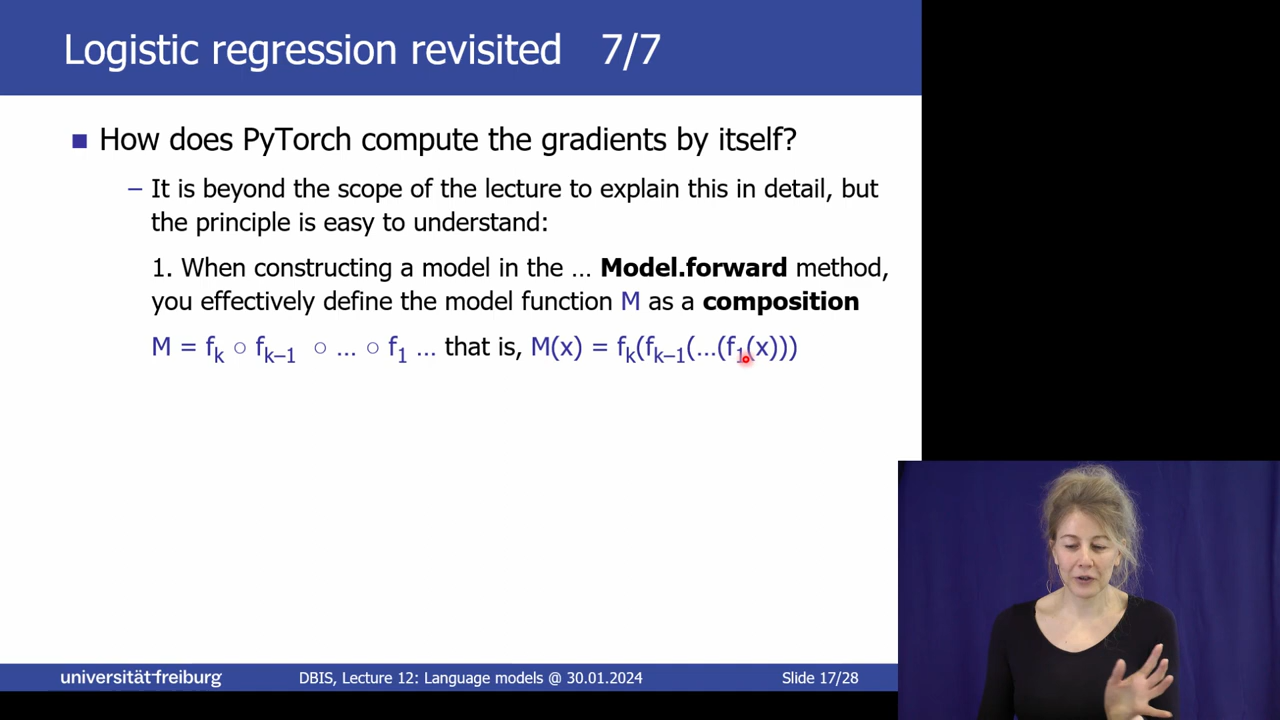 Logistic regression revisited 7/7
■ How does PyTorch compute the gradients by itself?
– It is beyond the scope of the lecture to explain this in detail, but
the principle is easy to understand:
1. When constructing a model in the … Model.forward method,
you effectively define the model function M as a composition
M = fₖ ○ fₖ₋₁ ○ … ○ f₁ … that is, M(x) = fₖ(fₖ₋₁(…(f₁(x)))
universität freiburg
DBIS, Lecture 12: Language models @ 30.01.2024
Slide 17/28